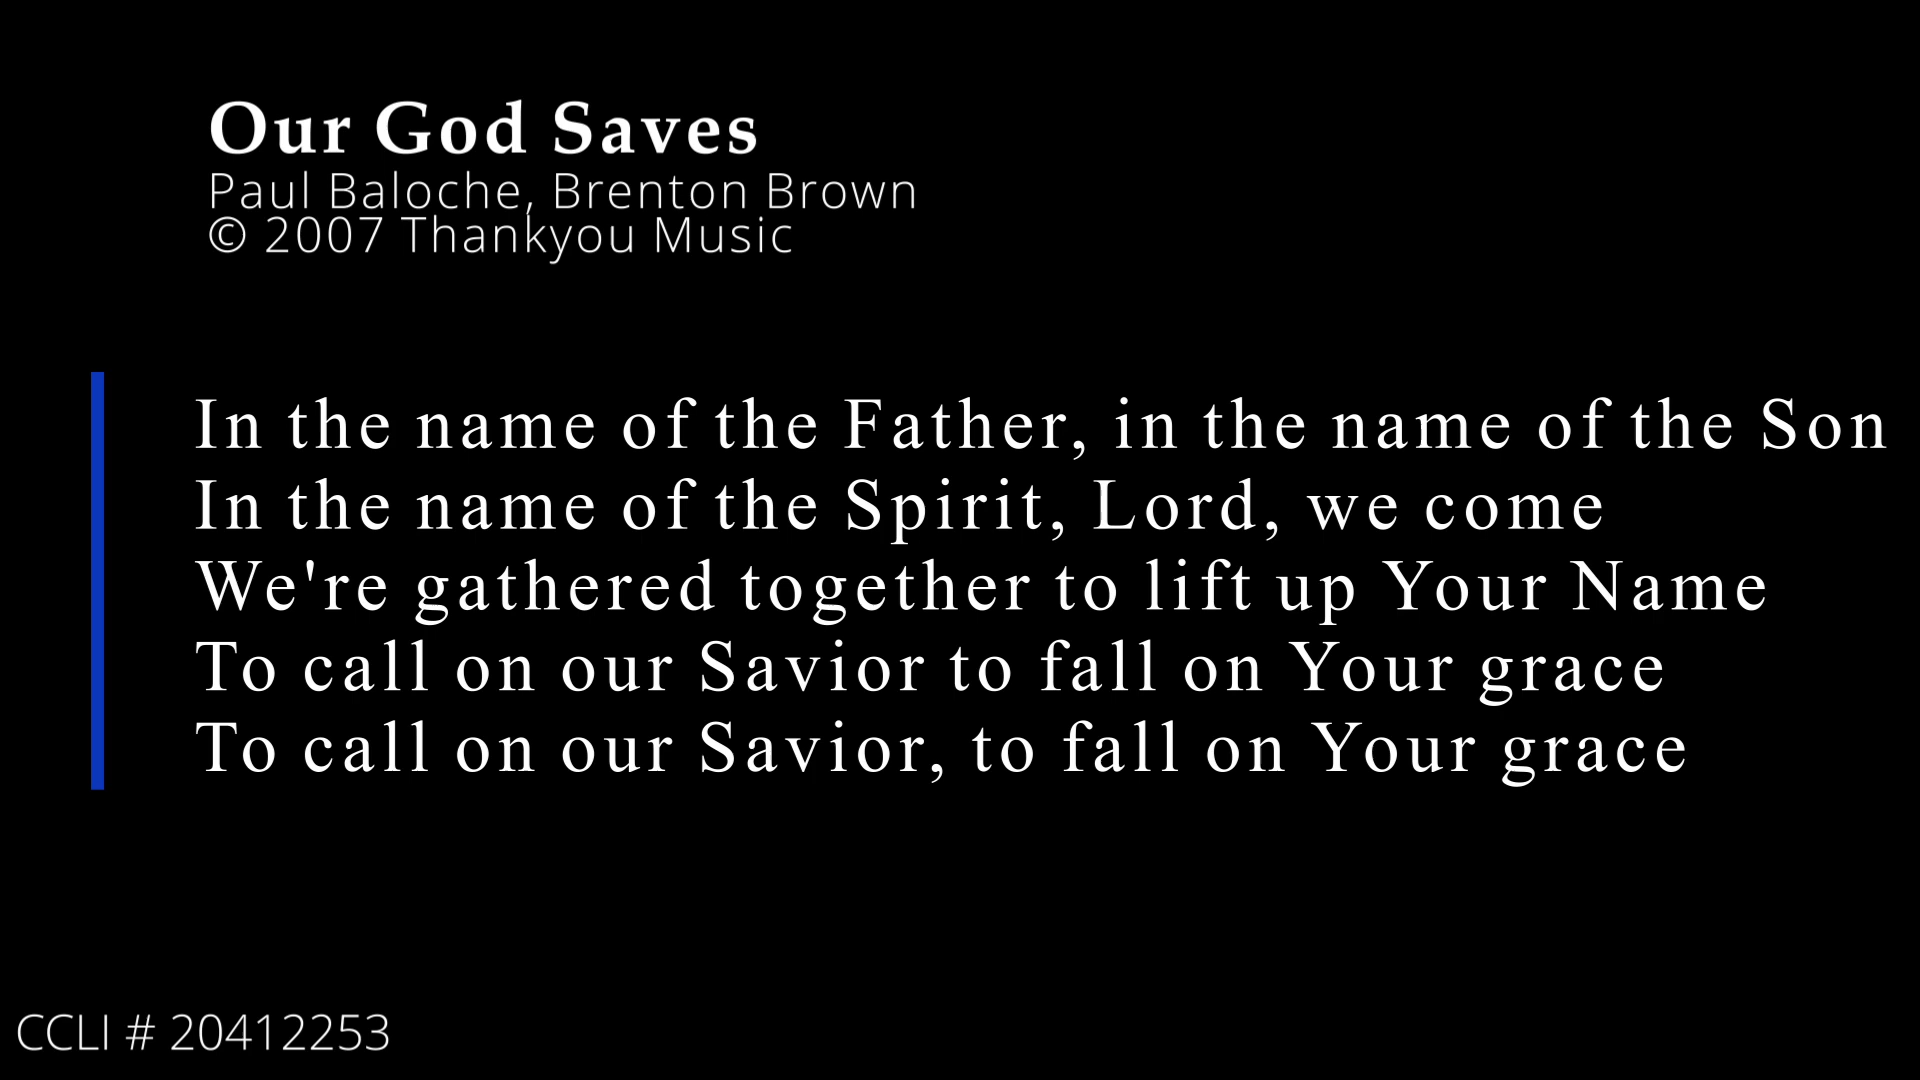 Our God Saves
Paul Baloche, Brenton Brown
© 2007 Thankyou Music
In the name of the Father, in the name of the Son
In the name of the Spirit, Lord, we come
We're gathered together to lift up Your Name
To call on our Savior to fall on Your grace
To call on our Savior, to fall on Your grace
CCLI # 20412253